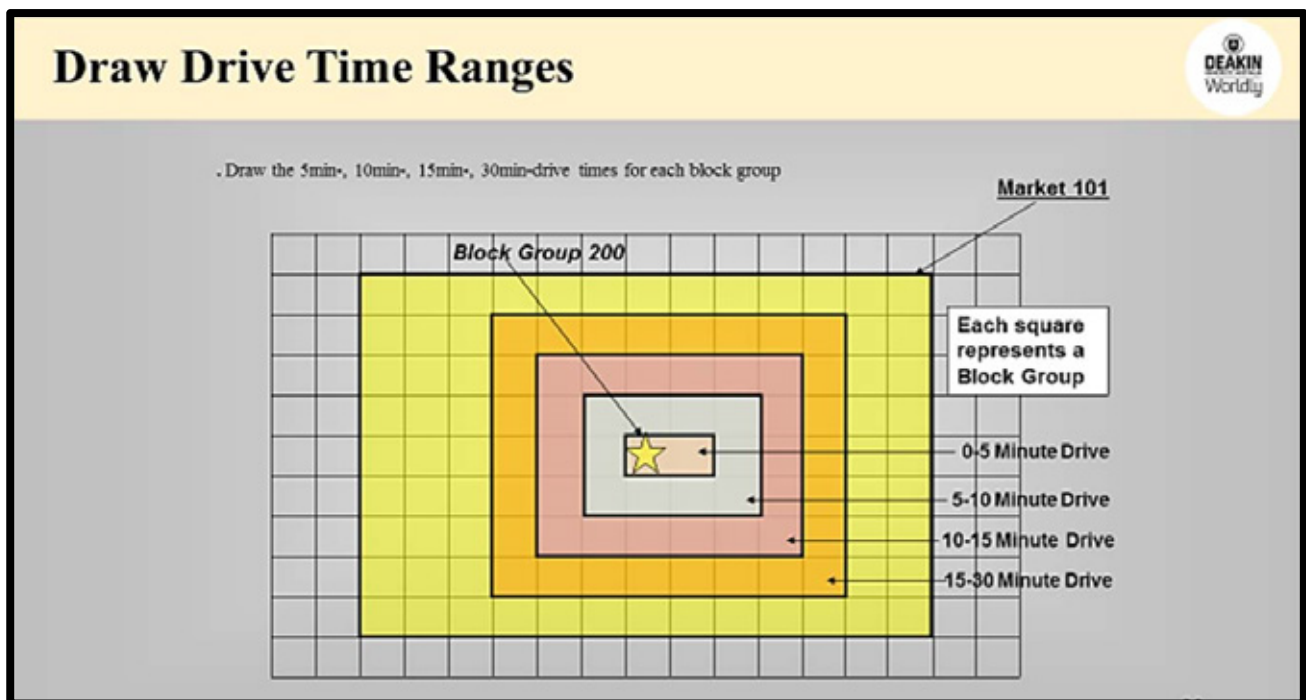 Draw Drive Time Ranges
DEAKIN
Worldly
. Draw the 5min-, 10min-, 15min-, 30min-drive times for each block group
Market 101
Block Group 200
Each square
represents a
Block Group
0-5 Minute Drive
5-10 Minute Drive
10-15 Minute Drive
15-30 Minute Drive